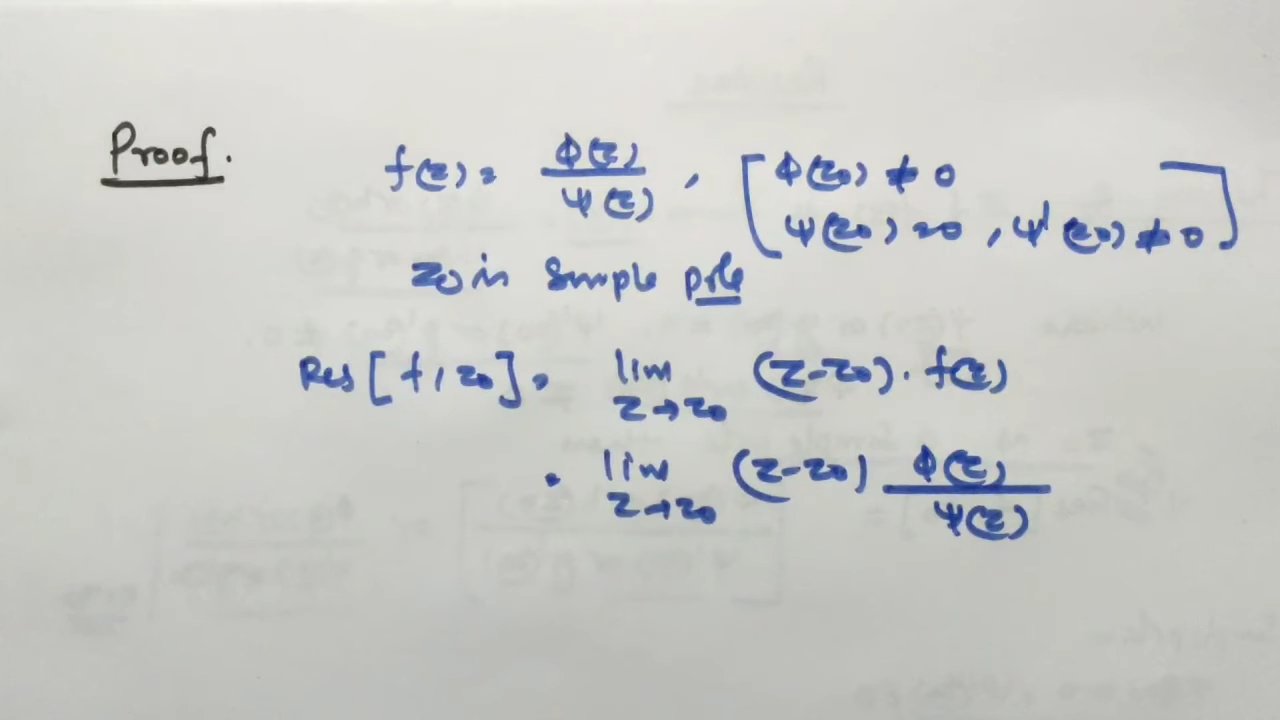 Proof.
f(z) = φ(z)/ψ(z) , [ φ(z₀) ≠ 0
ψ(z₀) = 0 , ψ'(z₀) ≠ 0 ]
z₀ is simple pole
Res [ f, z₀ ] = lim z→z₀ (z-z₀) . f(z)
= lim z→z₀ (z-z₀) φ(z)/ψ(z)